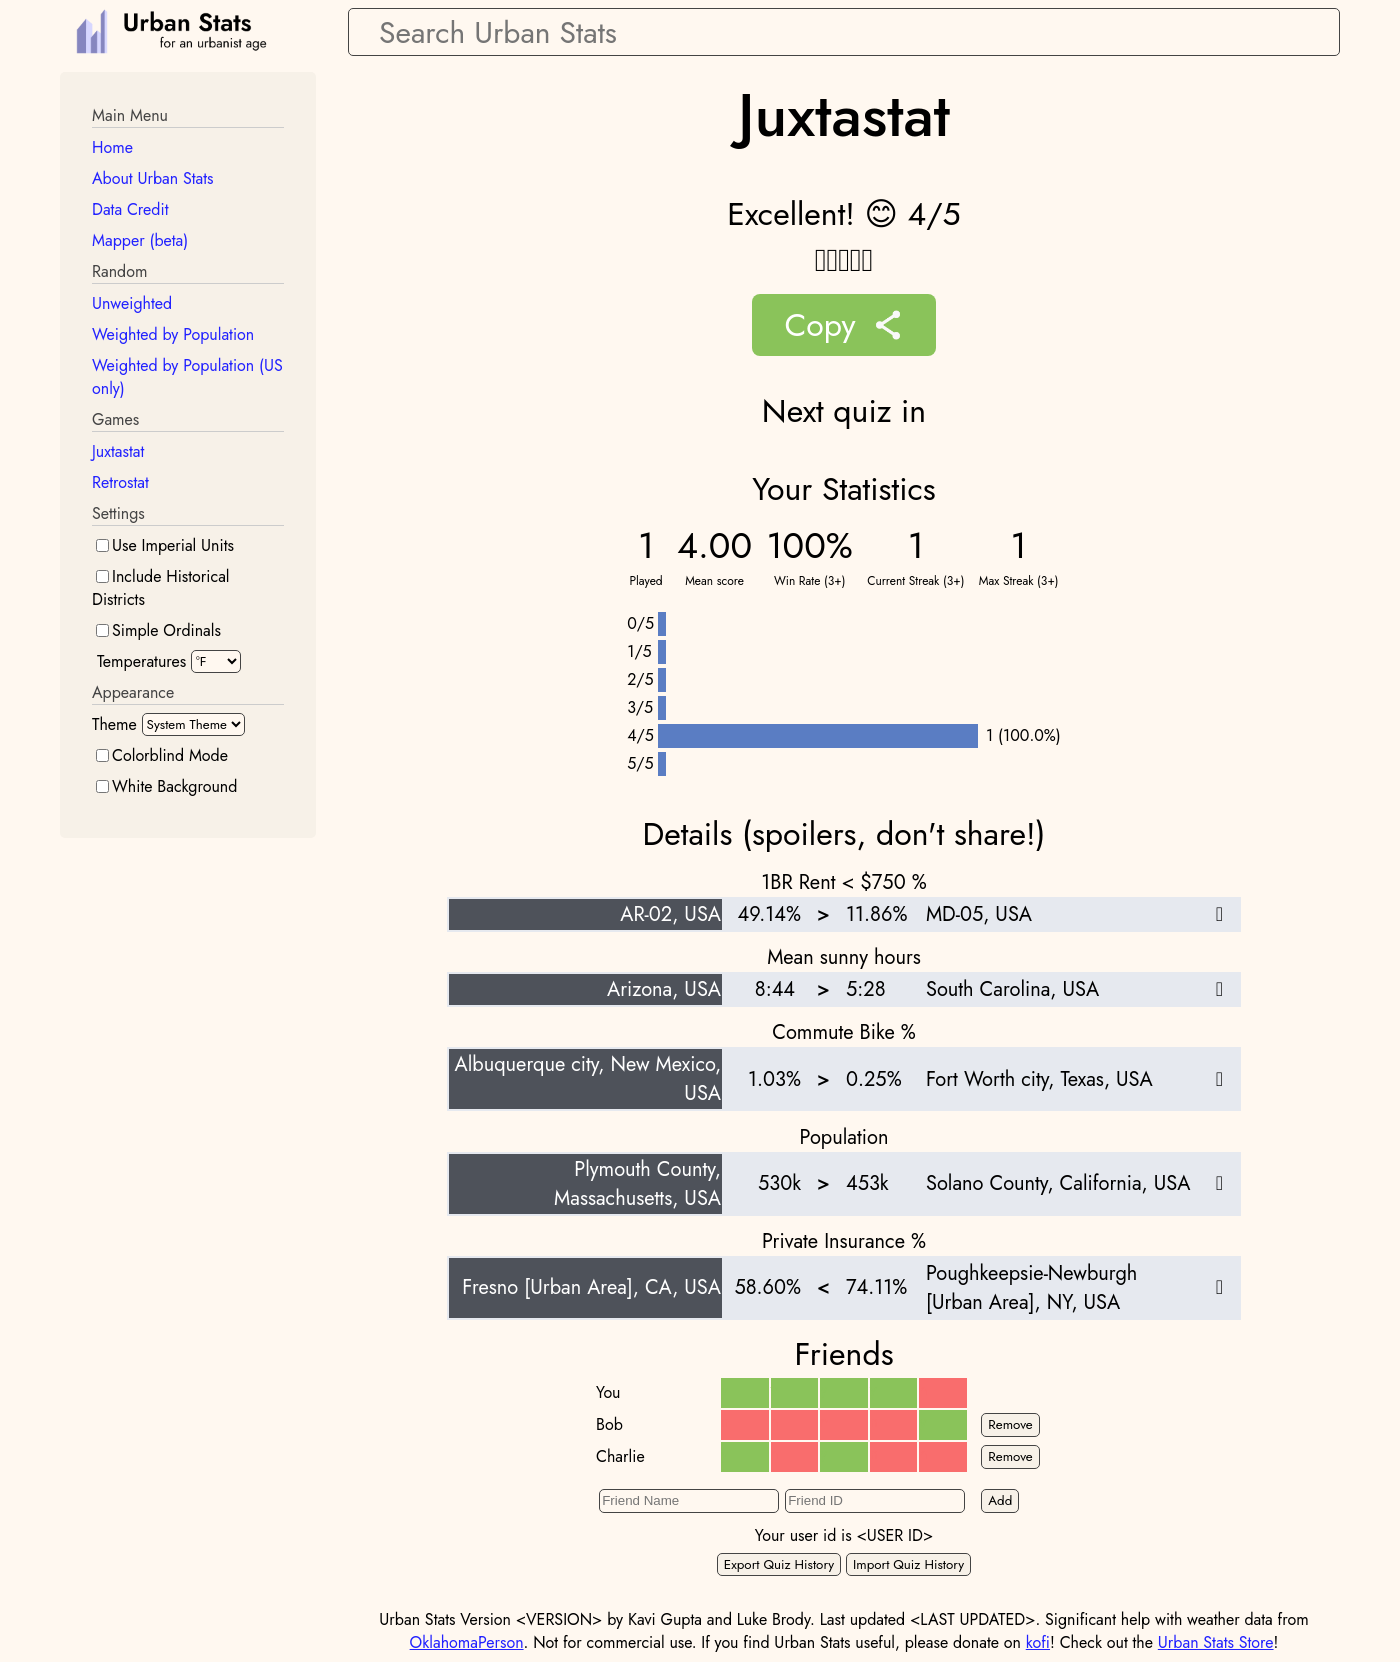 Urban Stats
for an urbanist age
Search Urban Stats
Main Menu
Home
About Urban Stats
Data Credit
Mapper (beta)
Random
Unweighted
Weighted by Population
Weighted by Population (US
only)
Games
Juxtastat
Retrostat
Settings
Use Imperial Units
Include Historical
Districts
Simple Ordinals
Temperatures °F
Appearance
Theme System Theme
Colorblind Mode
White Background
Juxtastat
Excellent! 😊 4/5
Copy
Next quiz in
Your Statistics
1 4.00 100% 1 1
Played Mean score Win Rate (3+) Current Streak (3+) Max Streak (3+)
0/5
1/5
2/5
3/5
4/5 1 (100.0%)
5/5
Details (spoilers, don't share!)
1BR Rent < $750 %
AR-02, USA 49.14% > 11.86% MD-05, USA
Mean sunny hours
Arizona, USA 8:44 > 5:28 South Carolina, USA
Commute Bike %
Albuquerque city, New Mexico,
USA 1.03% > 0.25% Fort Worth city, Texas, USA
Population
Plymouth County,
Massachusetts, USA 530k > 453k Solano County, California, USA
Private Insurance %
Fresno [Urban Area], CA, USA 58.60% < 74.11% Poughkeepsie-Newburgh
[Urban Area], NY, USA
Friends
You
Bob Remove
Charlie Remove
Friend Name Friend ID Add
Your user id is <USER ID>
Export Quiz History Import Quiz History
Urban Stats Version <VERSION> by Kavi Gupta and Luke Brody. Last updated <LAST UPDATED>. Significant help with weather data from
OklahomaPerson. Not for commercial use. If you find Urban Stats useful, please donate on kofi! Check out the Urban Stats Store!